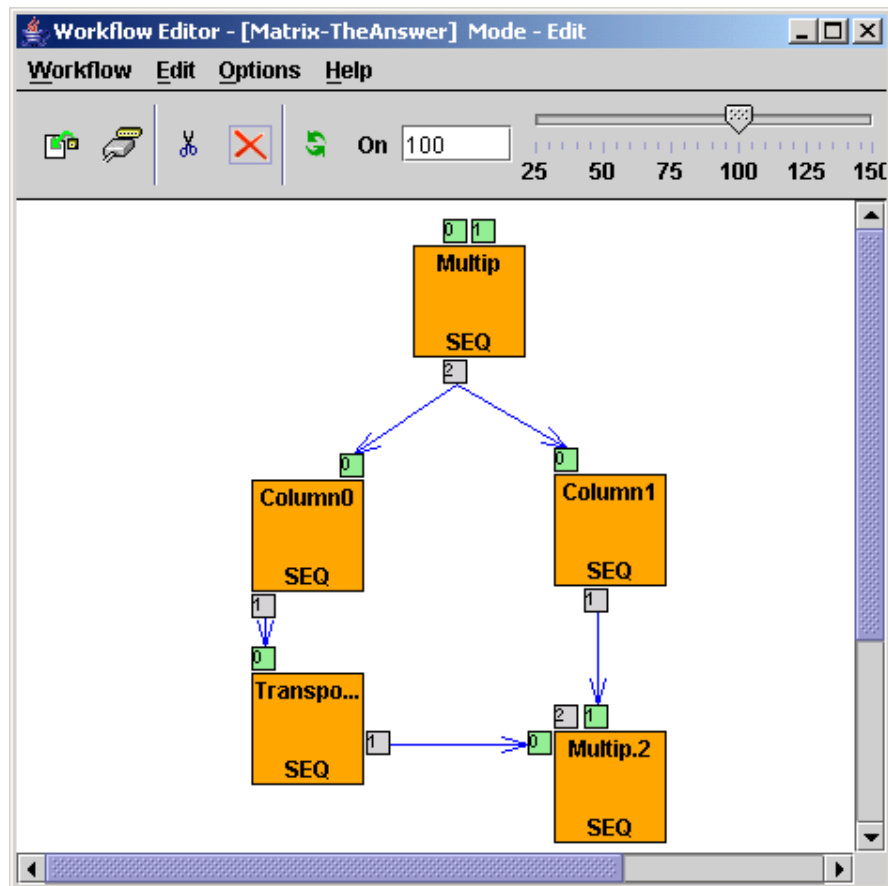 Workflow Editor - [Matrix-TheAnswer] Mode - Edit
Workflow Edit Options Help
On 100
25 50 75 100 125 150
0 1
Multip
SEQ
2
0 0
Column0 Column1
SEQ SEQ
1 1
0
Transpo...
SEQ
1
2 1
0
Multip.2
SEQ